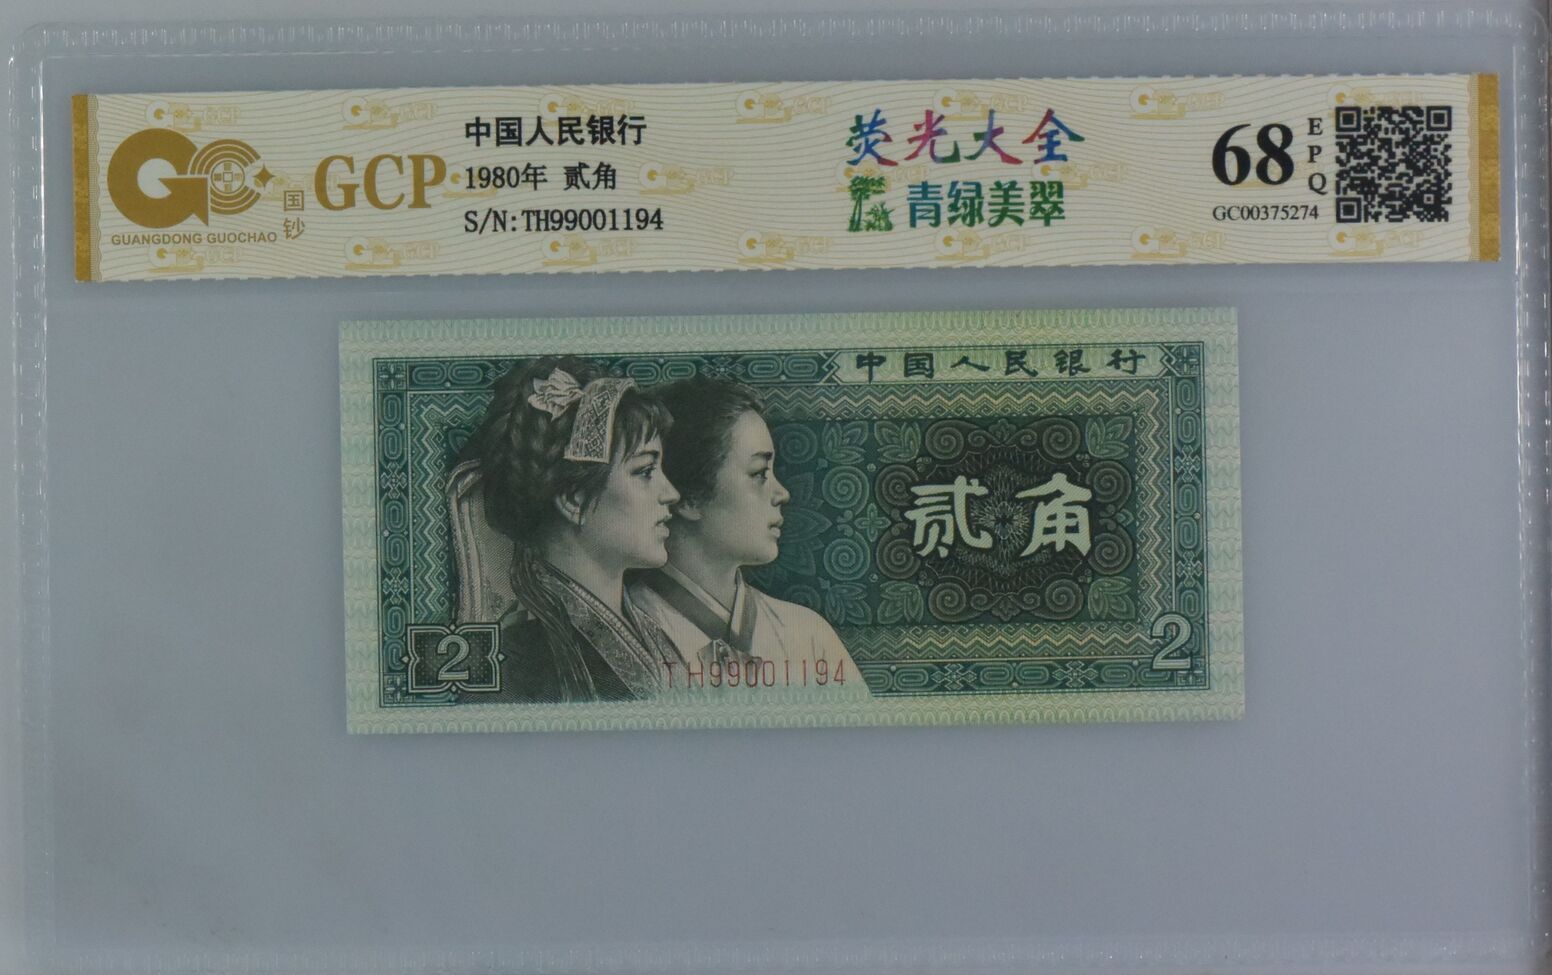 GCP
国钞
GUANGDONG GUOCHAO
中国人民银行
1980年 贰角
S/N:TH99001194
荧光大全
青绿美翠
68
EPQ
GC00375274
中国人民银行
贰角
2
2
TH99001194